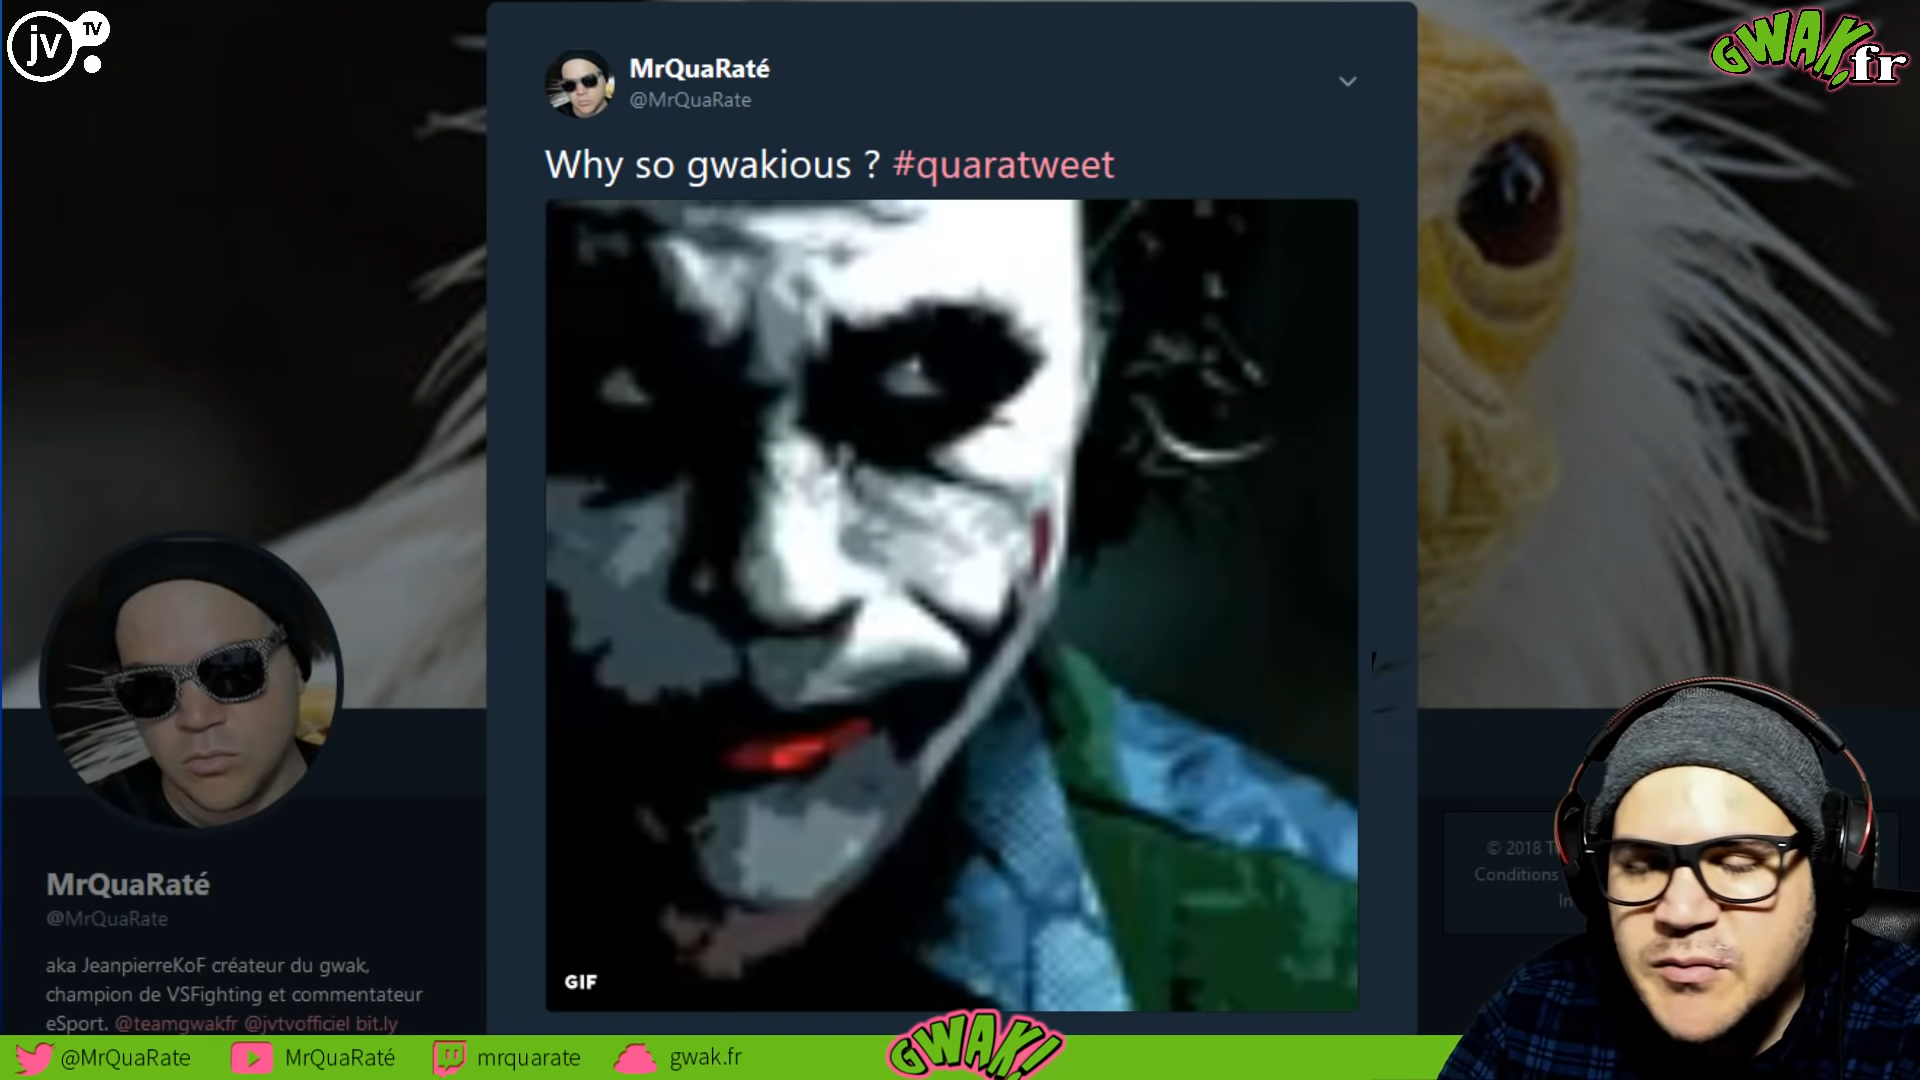 jv TV
GWAK!.fr
MrQuaRaté
@MrQuaRate
Why so gwakious ? #quaratweet
GIF
MrQuaRaté
@MrQuaRate
aka JeanpierreKoF créateur du gwak,
champion de VSFighting et commentateur
eSport. @teamgwakfr @jvtvofficiel bit.ly
© 2018
Conditions
@MrQuaRate MrQuaRaté mrquarate gwak.fr
GWAK!